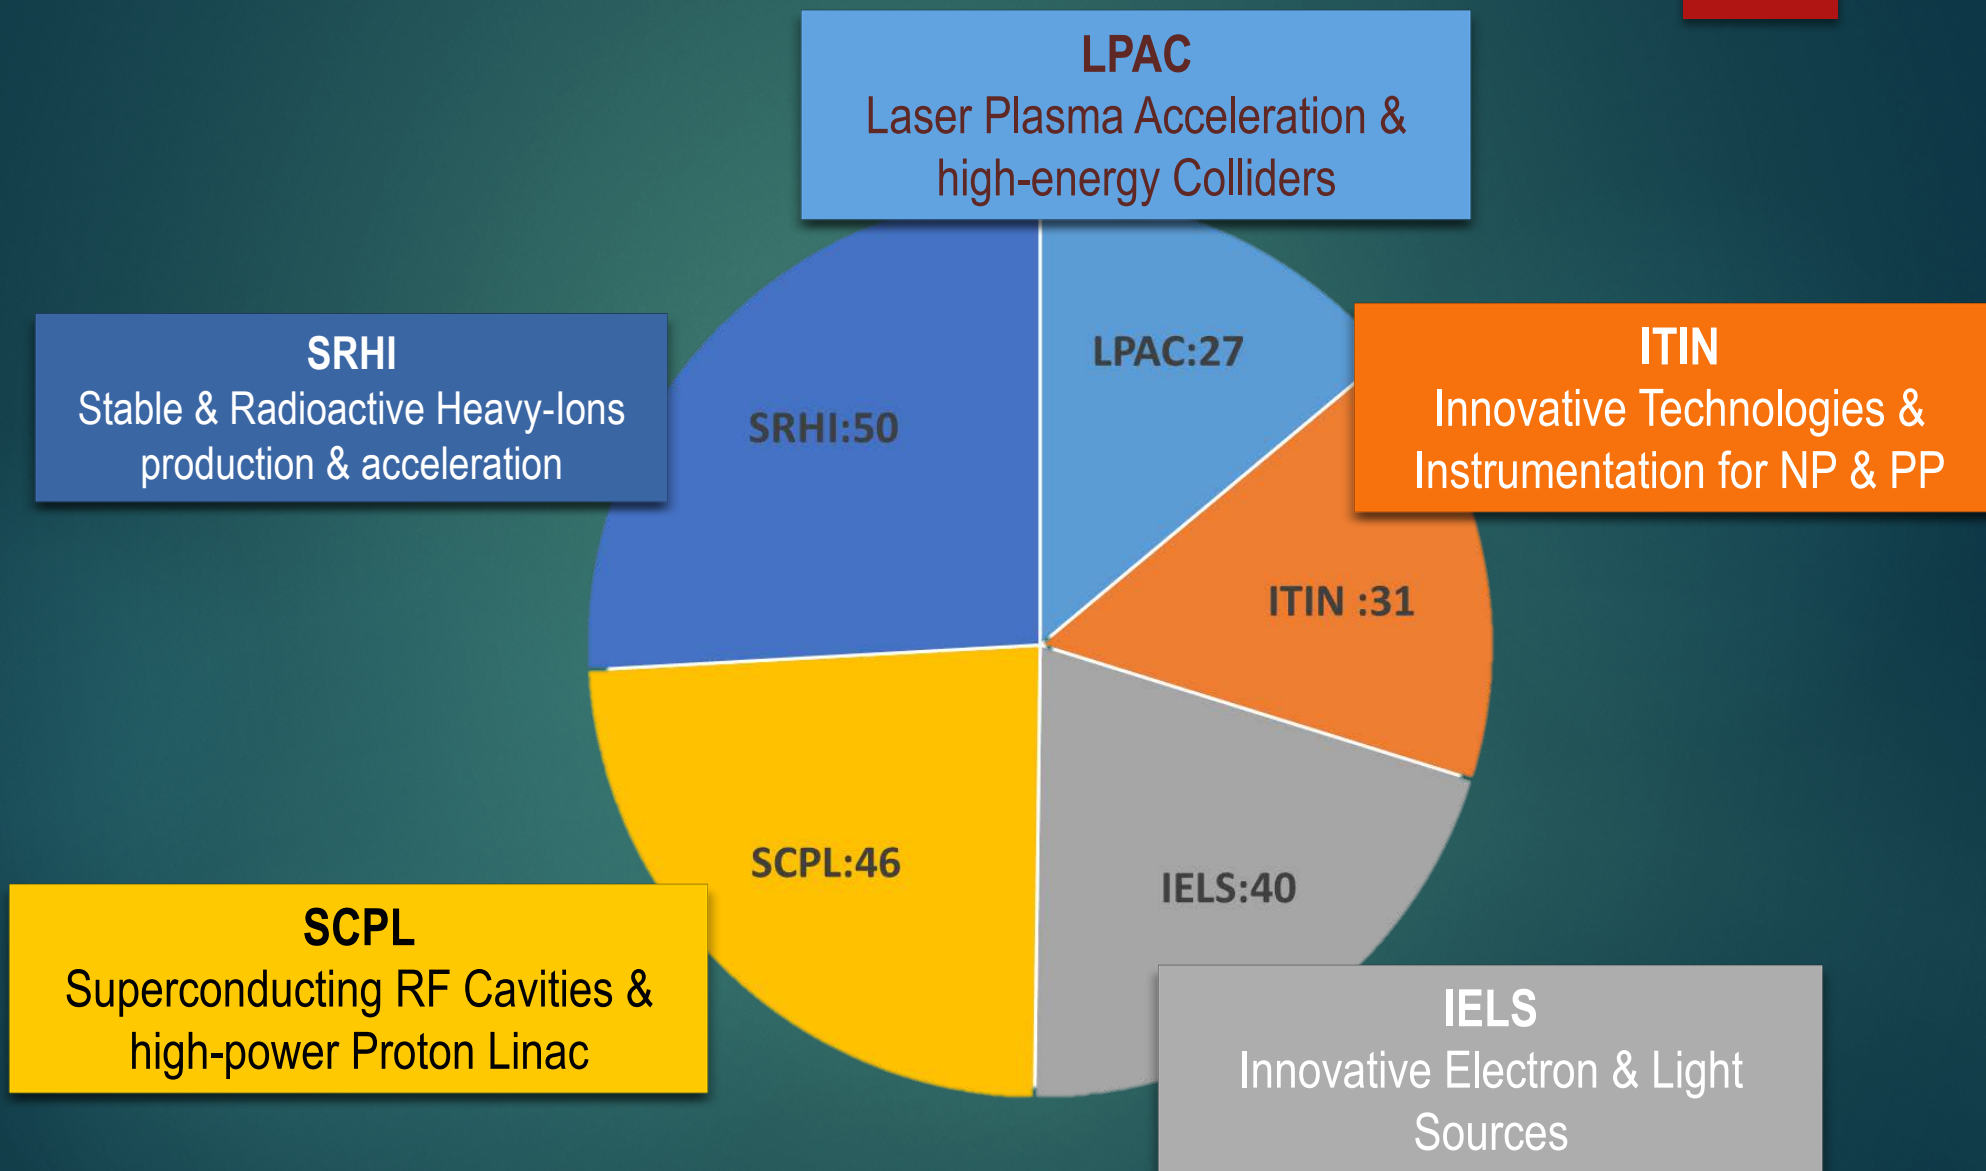 LPAC
Laser Plasma Acceleration &
high-energy Colliders
SRHI
Stable & Radioactive Heavy-Ions
production & acceleration
LPAC:27
SRHI:50
ITIN
Innovative Technologies &
Instrumentation for NP & PP
ITIN :31
SCPL:46
IELS:40
SCPL
Superconducting RF Cavities &
high-power Proton Linac
IELS
Innovative Electron & Light
Sources